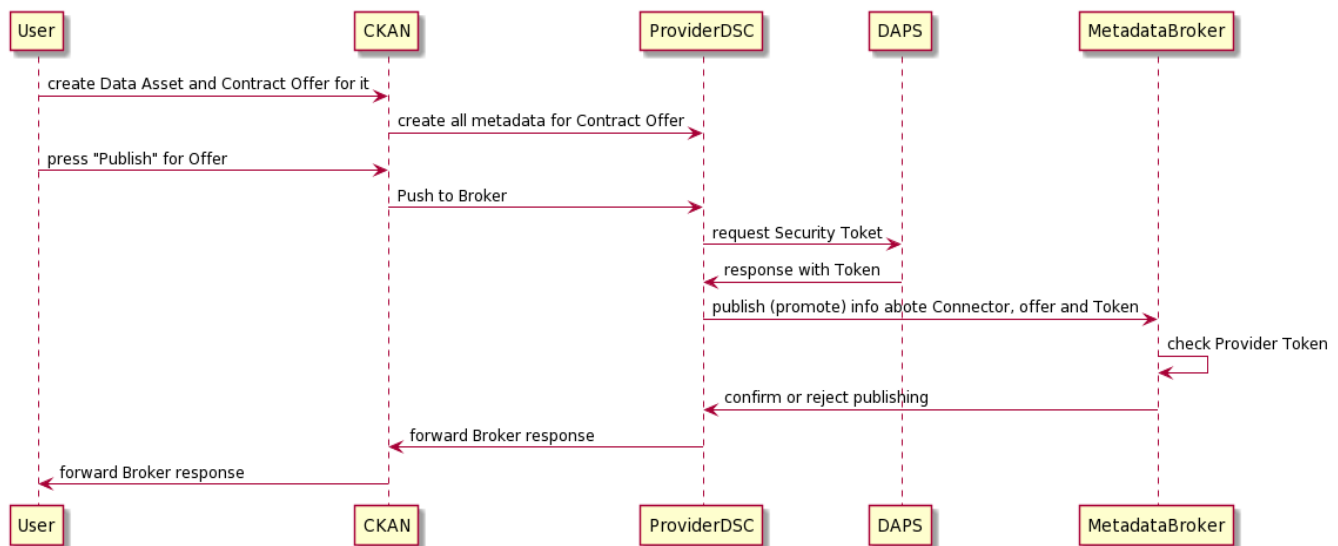 User CKAN ProviderDSC DAPS MetadataBroker
create Data Asset and Contract Offer for it
create all metadata for Contract Offer
press "Publish" for Offer
Push to Broker
request Security Toket
response with Token
publish (promote) info abote Connector, offer and Token
check Provider Token
confirm or reject publishing
forward Broker response
forward Broker response
User CKAN ProviderDSC DAPS MetadataBroker